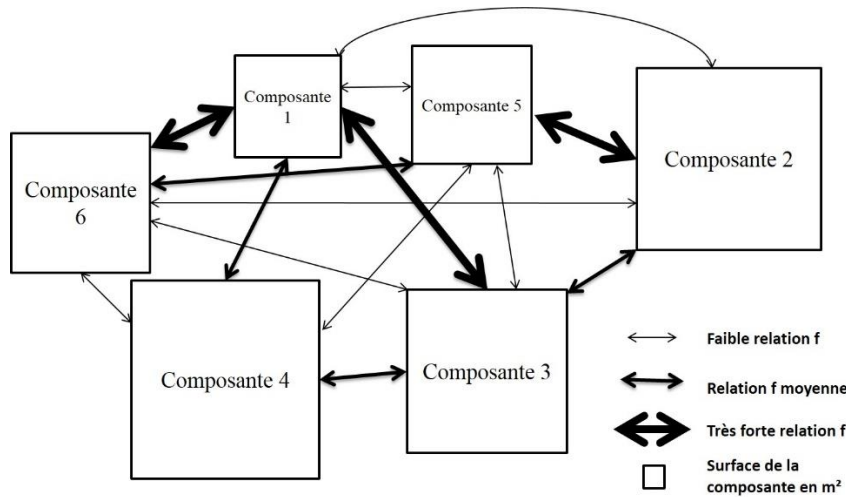 Composante
1
Composante 5
Composante 2
Composante
6
Composante 4
Composante 3
Faible relation f
Relation f moyenne
Très forte relation f
Surface de la
composante en m²